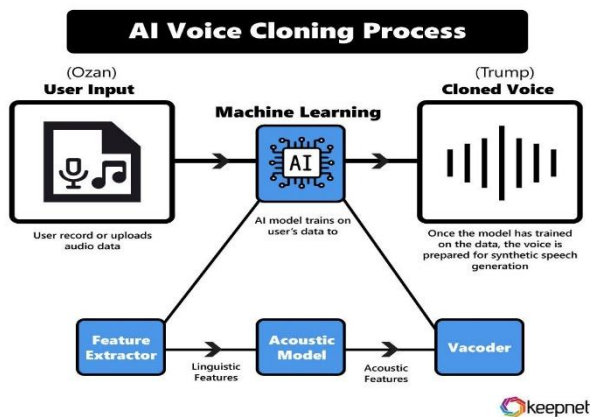 AI Voice Cloning Process
(Ozan)
User Input
(Trump)
Cloned Voice
Machine Learning
AI
User record or uploads
audio data
AI model trains on
user's data to
Once the model has trained
on the data, the voice is
prepared for synthetic speech
generation
Feature
Extractor
Linguistic
Features
Acoustic
Model
Acoustic
Features
Vacoder
keepnet